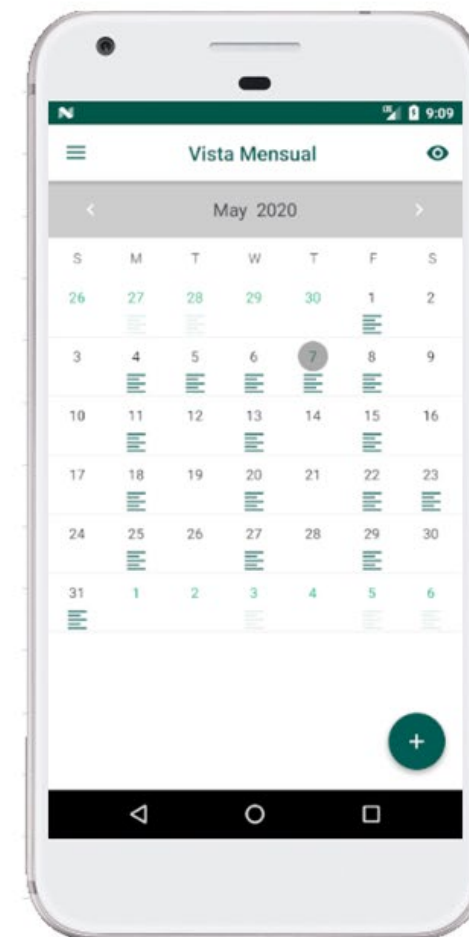 9:09
Vista Mensual
May 2020
S M T W T F S
26 27 28 29 30 1 2
3 4 5 6 7 8 9
10 11 12 13 14 15 16
17 18 19 20 21 22 23
24 25 26 27 28 29 30
31 1 2 3 4 5 6
+